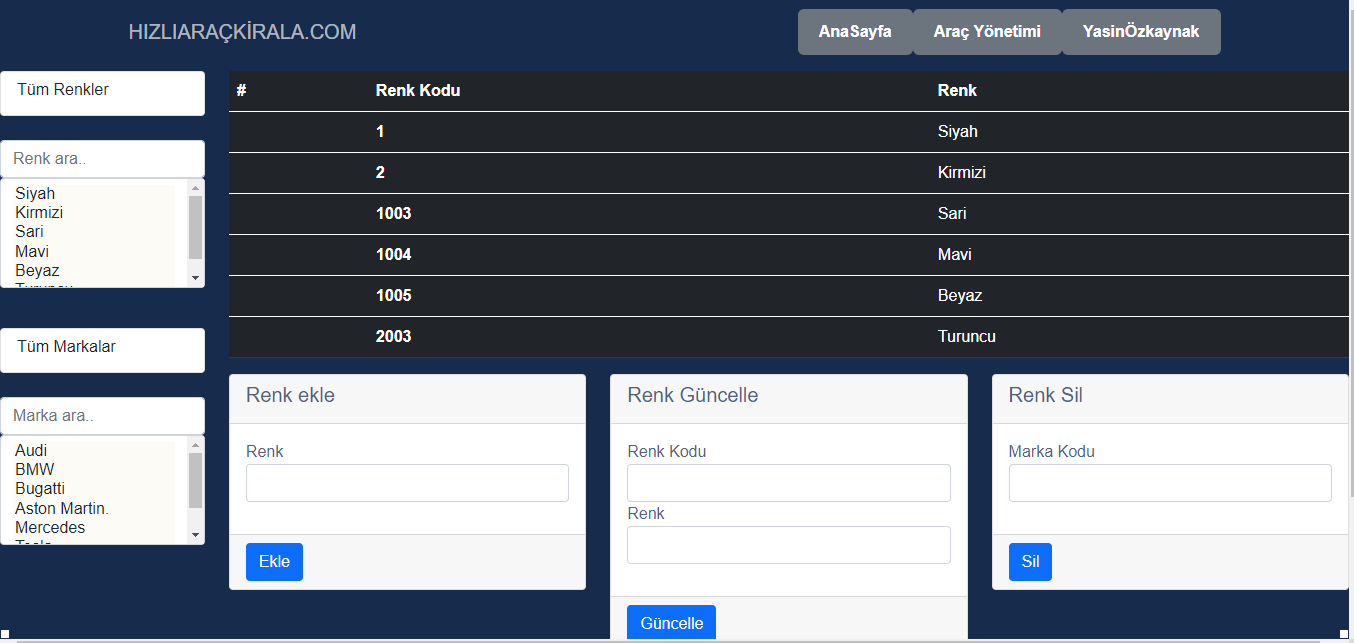 HIZLIARAÇKİRALA.COM
AnaSayfa Araç Yönetimi YasinÖzkaynak
Tüm Renkler
Renk ara..
Siyah
Kirmizi
Sari
Mavi
Beyaz
Turuncu
Tüm Markalar
Marka ara..
Audi
BMW
Bugatti
Aston Martin.
Mercedes
Tesla
# Renk Kodu Renk
1 Siyah
2 Kirmizi
1003 Sari
1004 Mavi
1005 Beyaz
2003 Turuncu
Renk ekle
Renk
Ekle
Renk Güncelle
Renk Kodu
Renk
Güncelle
Renk Sil
Marka Kodu
Sil